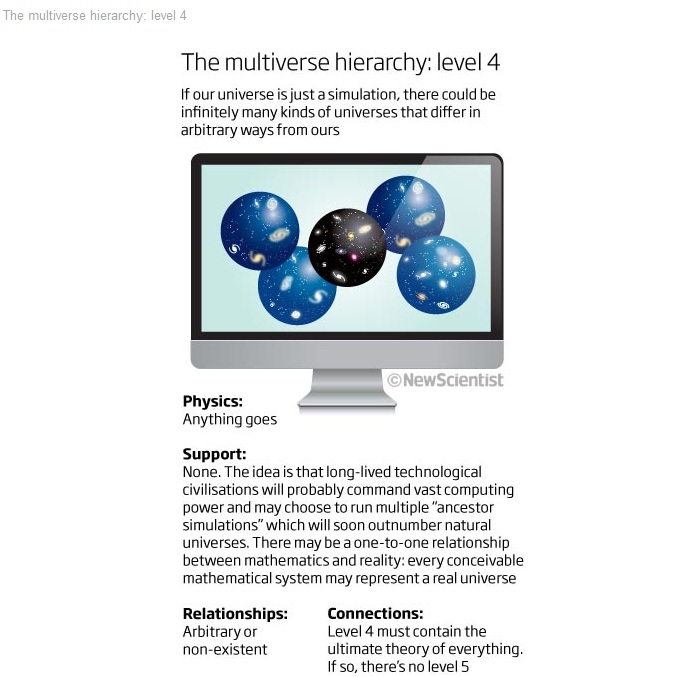 The multiverse hierarchy: level 4
The multiverse hierarchy: level 4
If our universe is just a simulation, there could be
infinitely many kinds of universes that differ in
arbitrary ways from ours
©NewScientist
Physics:
Anything goes
Support:
None. The idea is that long-lived technological
civilisations will probably command vast computing
power and may choose to run multiple “ancestor
simulations” which will soon outnumber natural
universes. There may be a one-to-one relationship
between mathematics and reality: every conceivable
mathematical system may represent a real universe
Relationships:
Arbitrary or
non-existent
Connections:
Level 4 must contain the
ultimate theory of everything.
If so, there’s no level 5